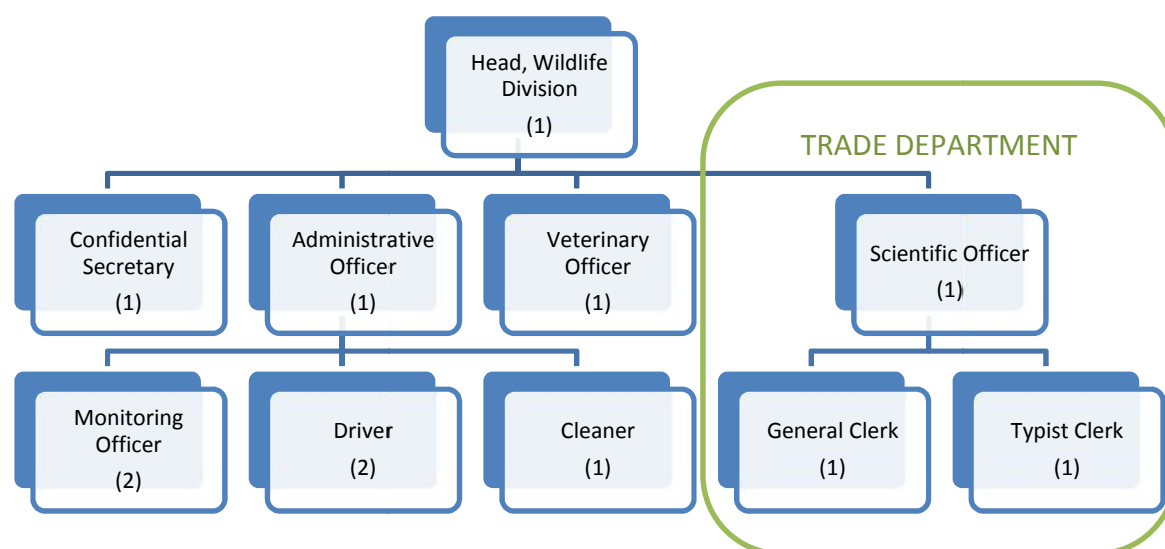 Head, Wildlife
Division
(1)
TRADE DEPARTMENT
Confidential
Secretary
(1)
Administrative
Officer
(1)
Veterinary
Officer
(1)
Scientific Officer
(1)
Monitoring
Officer
(2)
Driver
(2)
Cleaner
(1)
General Clerk
(1)
Typist Clerk
(1)